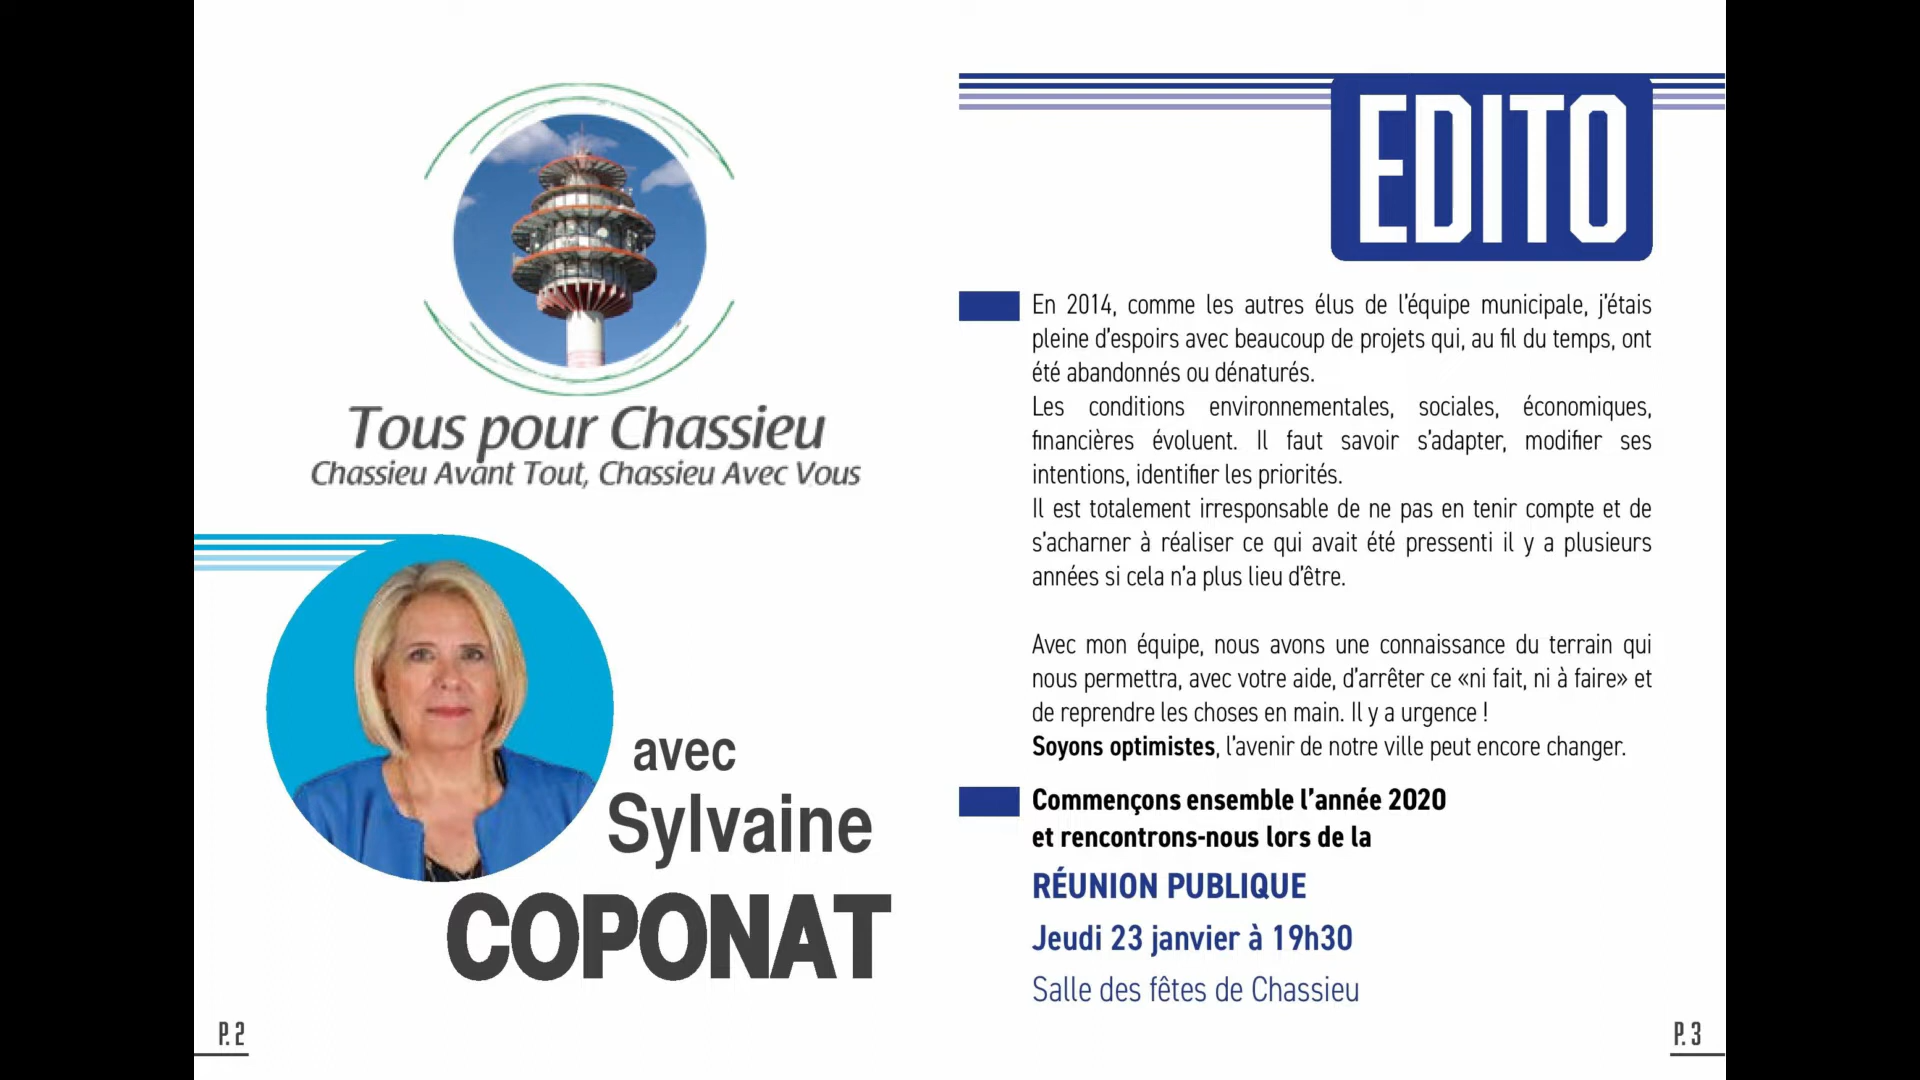 Tous pour Chassieu
Chassieu Avant Tout, Chassieu Avec Vous
avec
Sylvaine
COPONAT
P. 2
EDITO
En 2014, comme les autres élus de l'équipe municipale, j'étais
pleine d'espoirs avec beaucoup de projets qui, au fil du temps, ont
été abandonnés ou dénaturés.
Les conditions environnementales, sociales, économiques,
financières évoluent. Il faut savoir s'adapter, modifier ses
intentions, identifier les priorités.
Il est totalement irresponsable de ne pas en tenir compte et de
s'acharner à réaliser ce qui avait été pressenti il y a plusieurs
années si cela n'a plus lieu d'être.
Avec mon équipe, nous avons une connaissance du terrain qui
nous permettra, avec votre aide, d'arrêter ce «ni fait, ni à faire» et
de reprendre les choses en main. Il y a urgence !
Soyons optimistes, l'avenir de notre ville peut encore changer.
Commençons ensemble l'année 2020
et rencontrons-nous lors de la
RÉUNION PUBLIQUE
Jeudi 23 janvier à 19h30
Salle des fêtes de Chassieu
P. 3